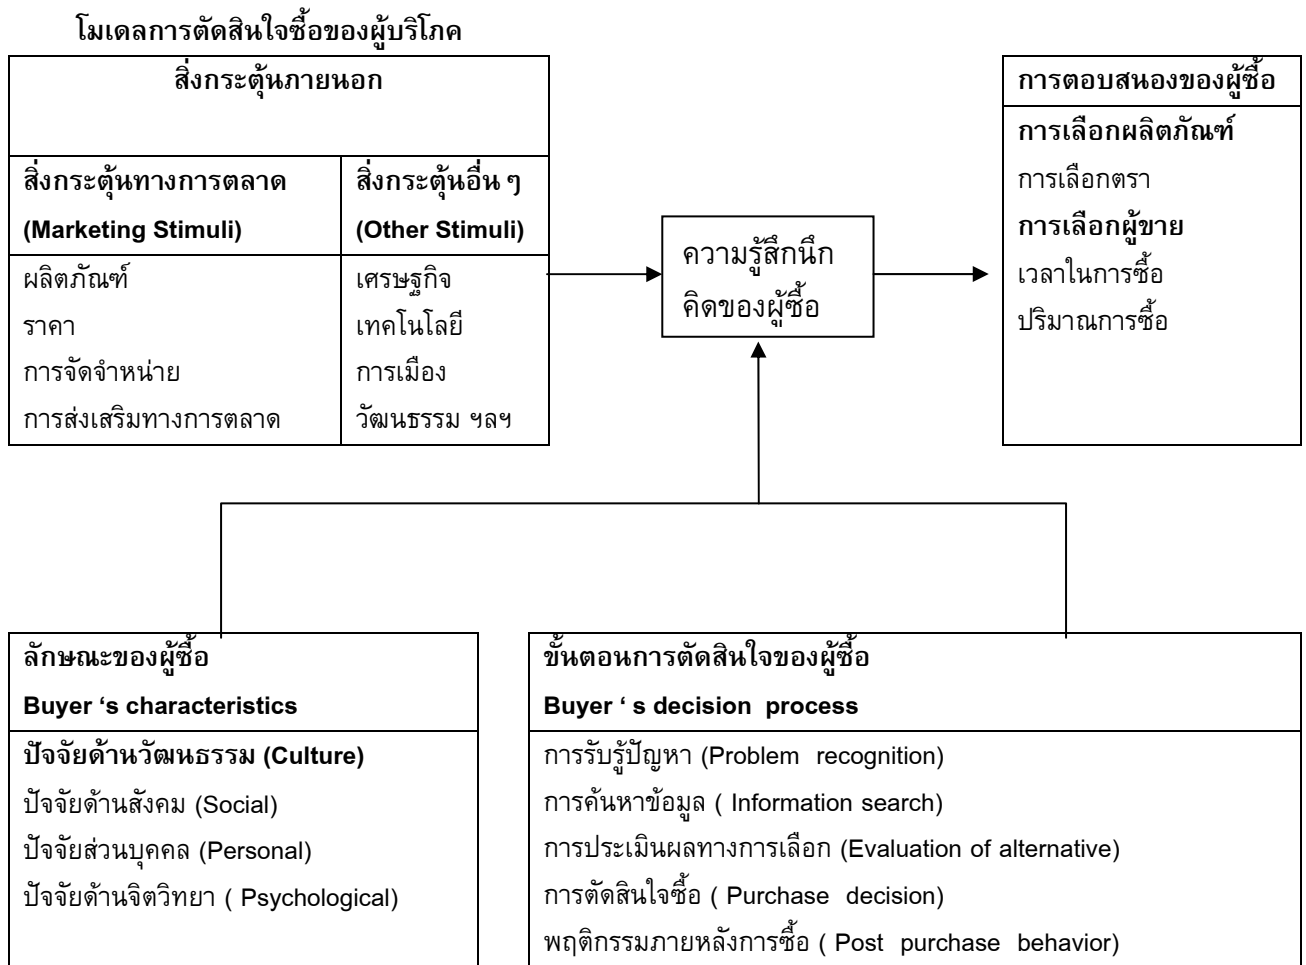 โมเดลการตัดสินใจซื้อของผู้บริโภค
สิ่งกระตุ้นภายนอก
สิ่งกระตุ้นทางการตลาด
(Marketing Stimuli)
สิ่งกระตุ้นอื่น ๆ
(Other Stimuli)
ผลิตภัณฑ์
ราคา
การจัดจำหน่าย
การส่งเสริมทางการตลาด
เศรษฐกิจ
เทคโนโลยี
การเมือง
วัฒนธรรม ฯลฯ
ความรู้สึกนึก
คิดของผู้ซื้อ
การตอบสนองของผู้ซื้อ
การเลือกผลิตภัณฑ์
การเลือกตรา
การเลือกผู้ขาย
เวลาในการซื้อ
ปริมาณการซื้อ
ลักษณะของผู้ซื้อ
Buyer ‘s characteristics
ปัจจัยด้านวัฒนธรรม (Culture)
ปัจจัยด้านสังคม (Social)
ปัจจัยส่วนบุคคล (Personal)
ปัจจัยด้านจิตวิทยา ( Psychological)
ขั้นตอนการตัดสินใจของผู้ซื้อ
Buyer ‘ s decision process
การรับรู้ปัญหา (Problem recognition)
การค้นหาข้อมูล ( Information search)
การประเมินผลทางการเลือก (Evaluation of alternative)
การตัดสินใจซื้อ ( Purchase decision)
พฤติกรรมภายหลังการซื้อ ( Post purchase behavior)